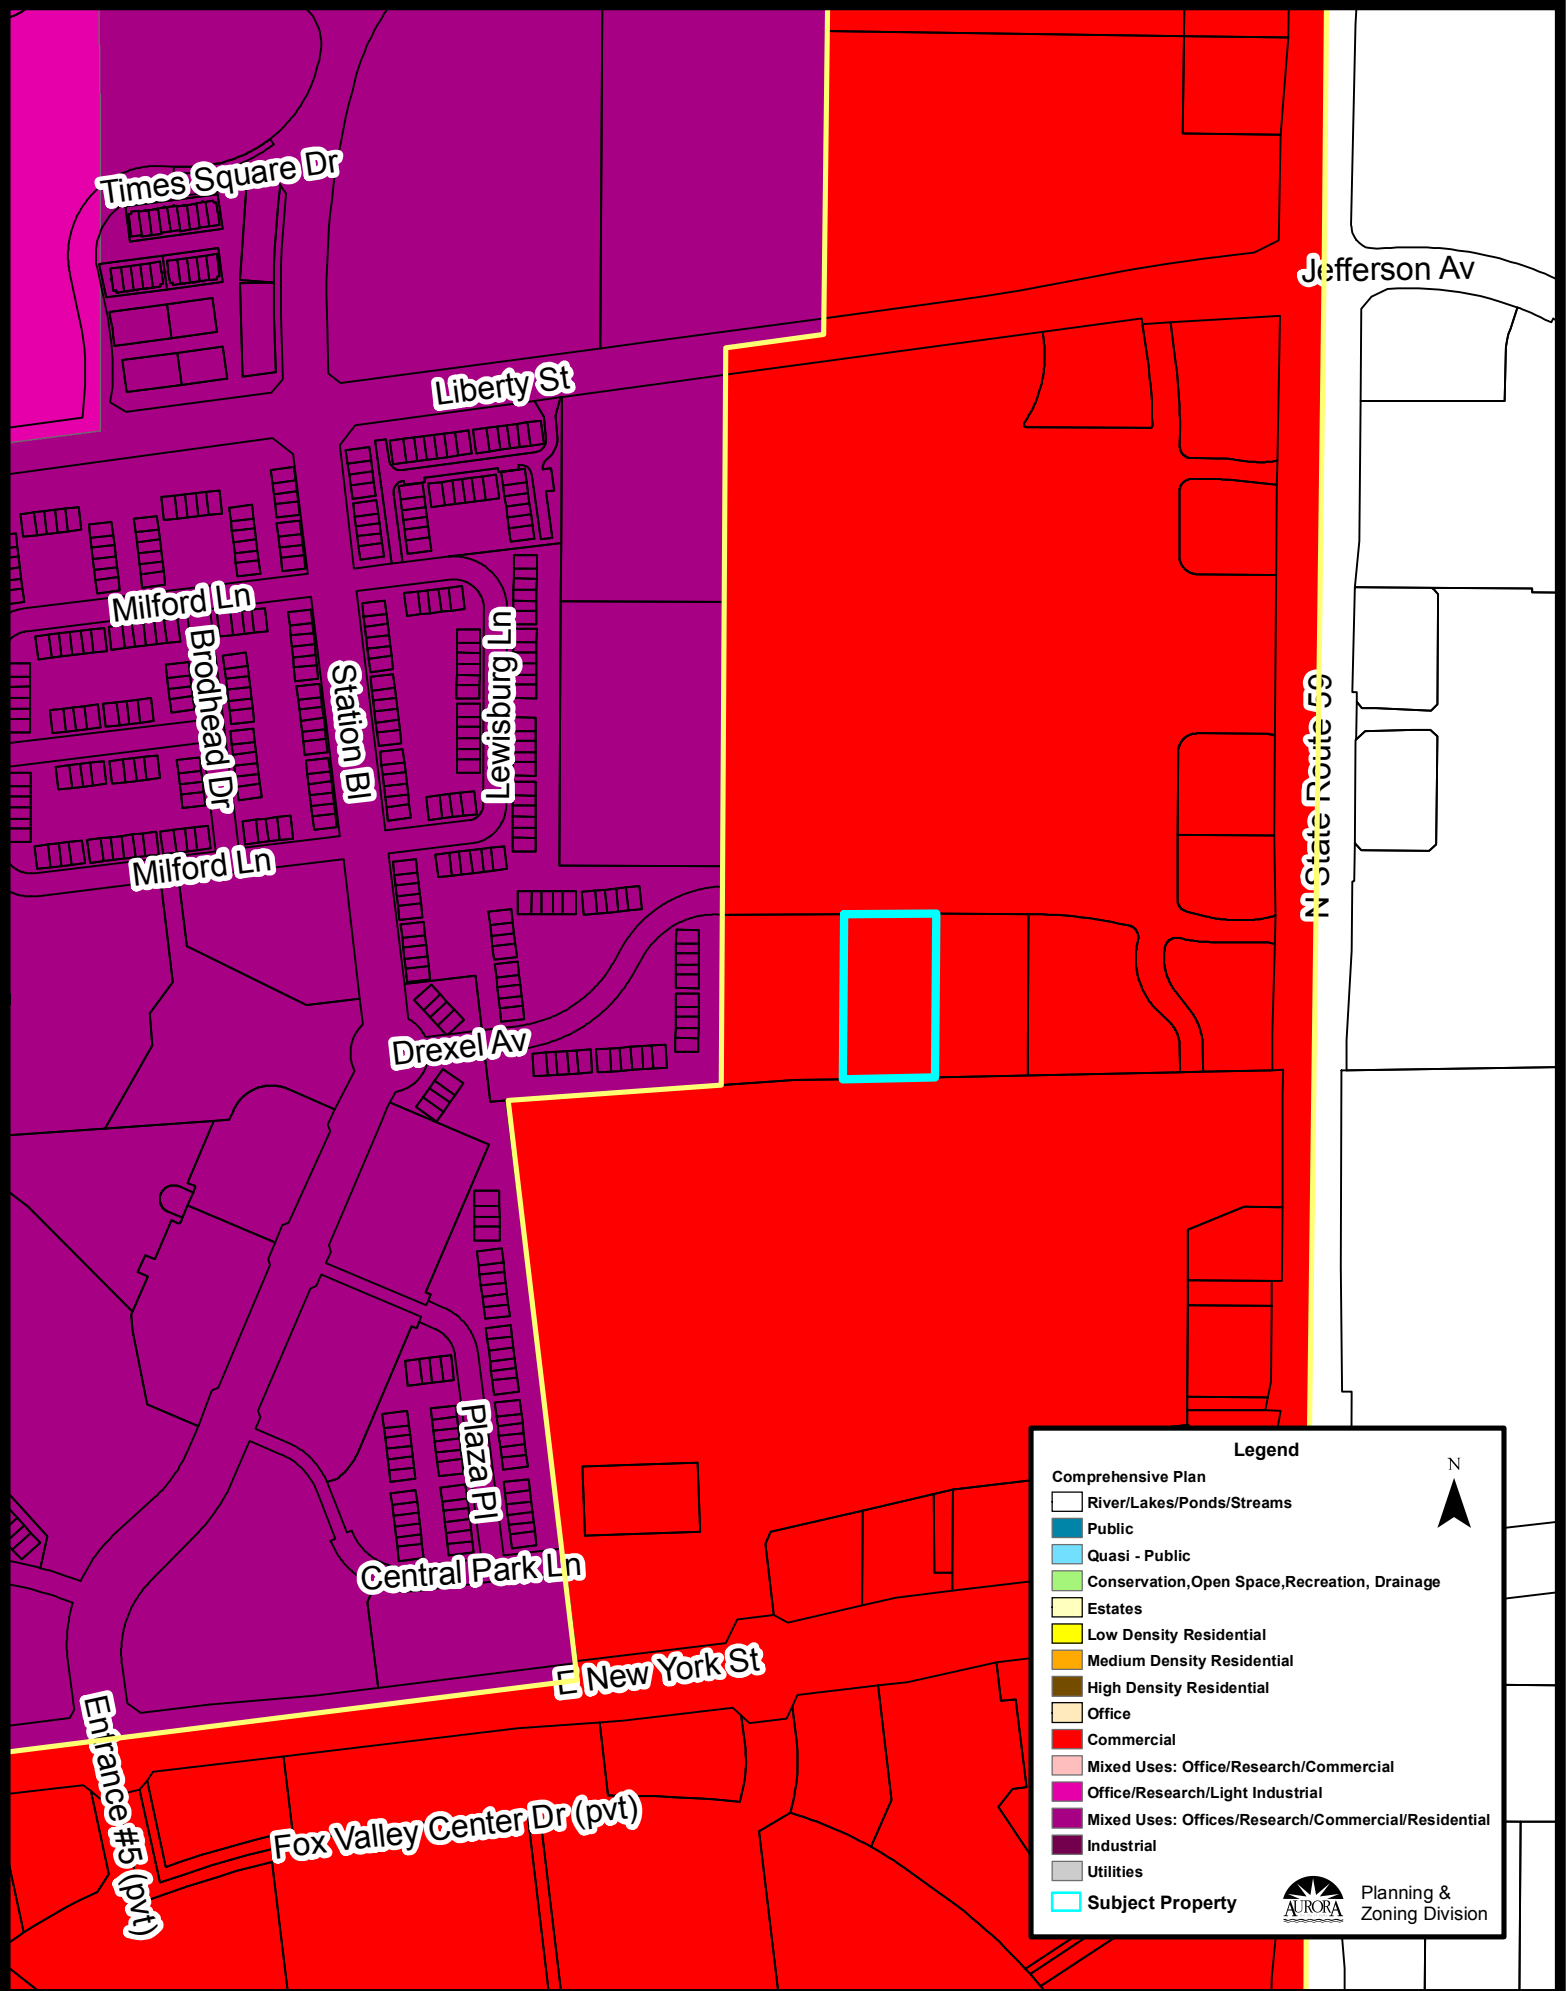 Times Square Dr
Jefferson Av
Liberty St
Milford Ln
Brodhead Dr
Station Bl
Lewisburg Ln
N State Route 59
Milford Ln
Drexel Av
Plaza Pl
Central Park Ln
E New York St
Entrance #5 (pvt)
Fox Valley Center Dr (pvt)
Legend
N
Comprehensive Plan
River/Lakes/Ponds/Streams
Public
Quasi - Public
Conservation,Open Space,Recreation, Drainage
Estates
Low Density Residential
Medium Density Residential
High Density Residential
Office
Commercial
Mixed Uses: Office/Research/Commercial
Office/Research/Light Industrial
Mixed Uses: Offices/Research/Commercial/Residential
Industrial
Utilities
Subject Property
AURORA
Planning &
Zoning Division